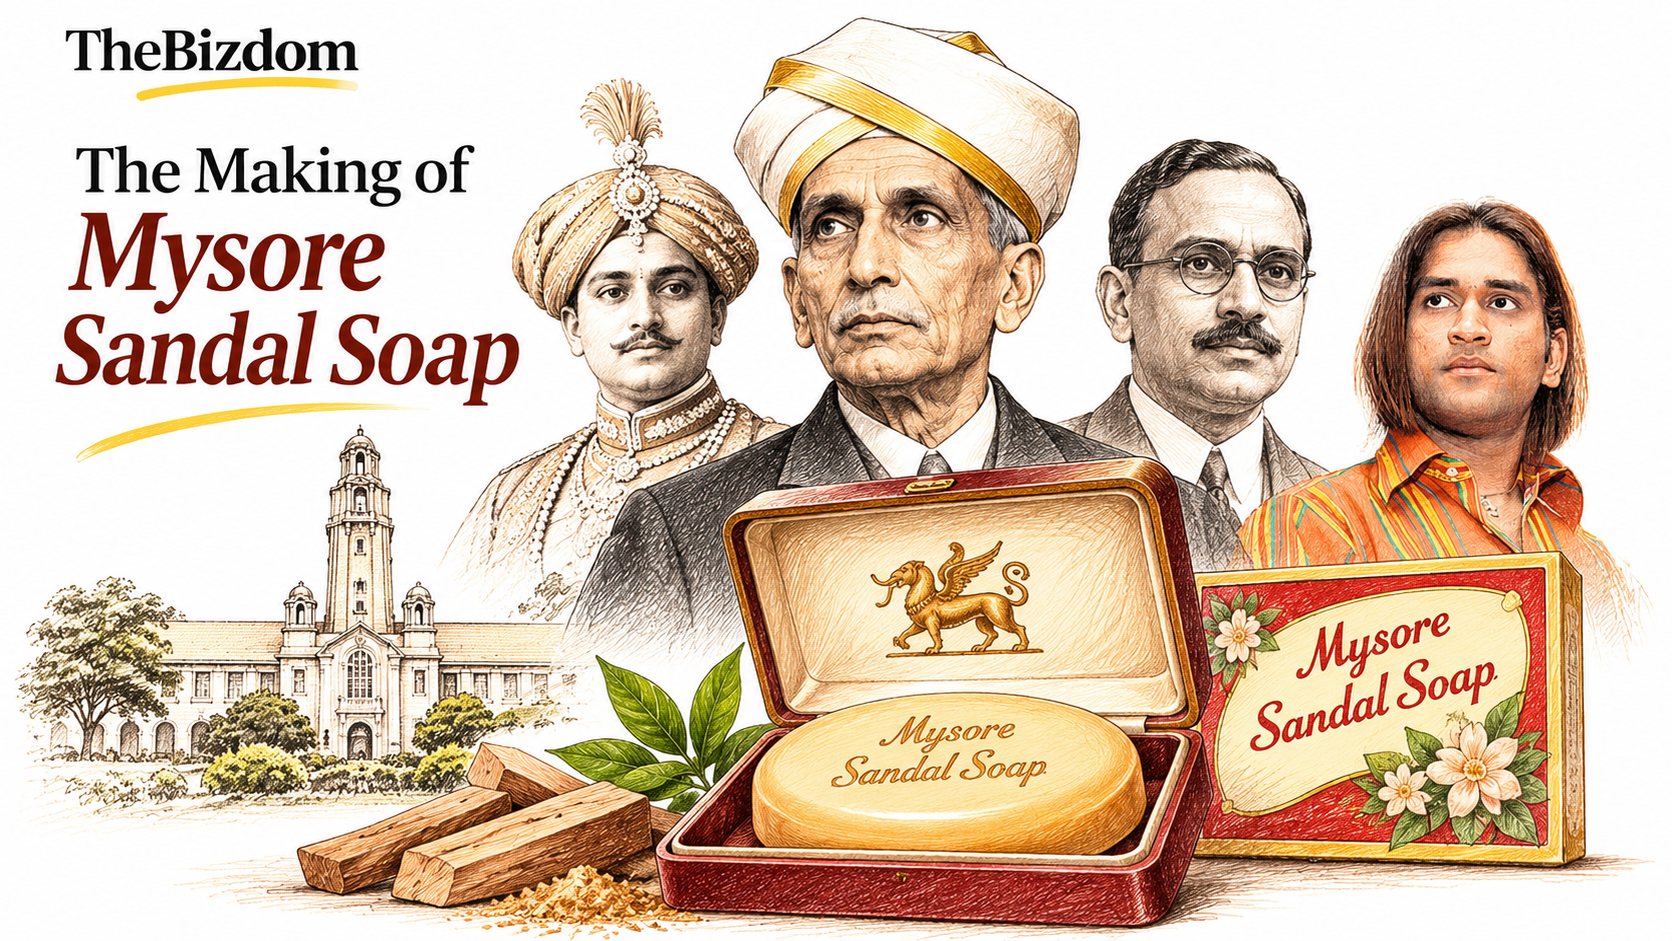 TheBizdom
The Making of
Mysore
Sandal Soap
Mysore
Sandal Soap
Mysore
Sandal Soap